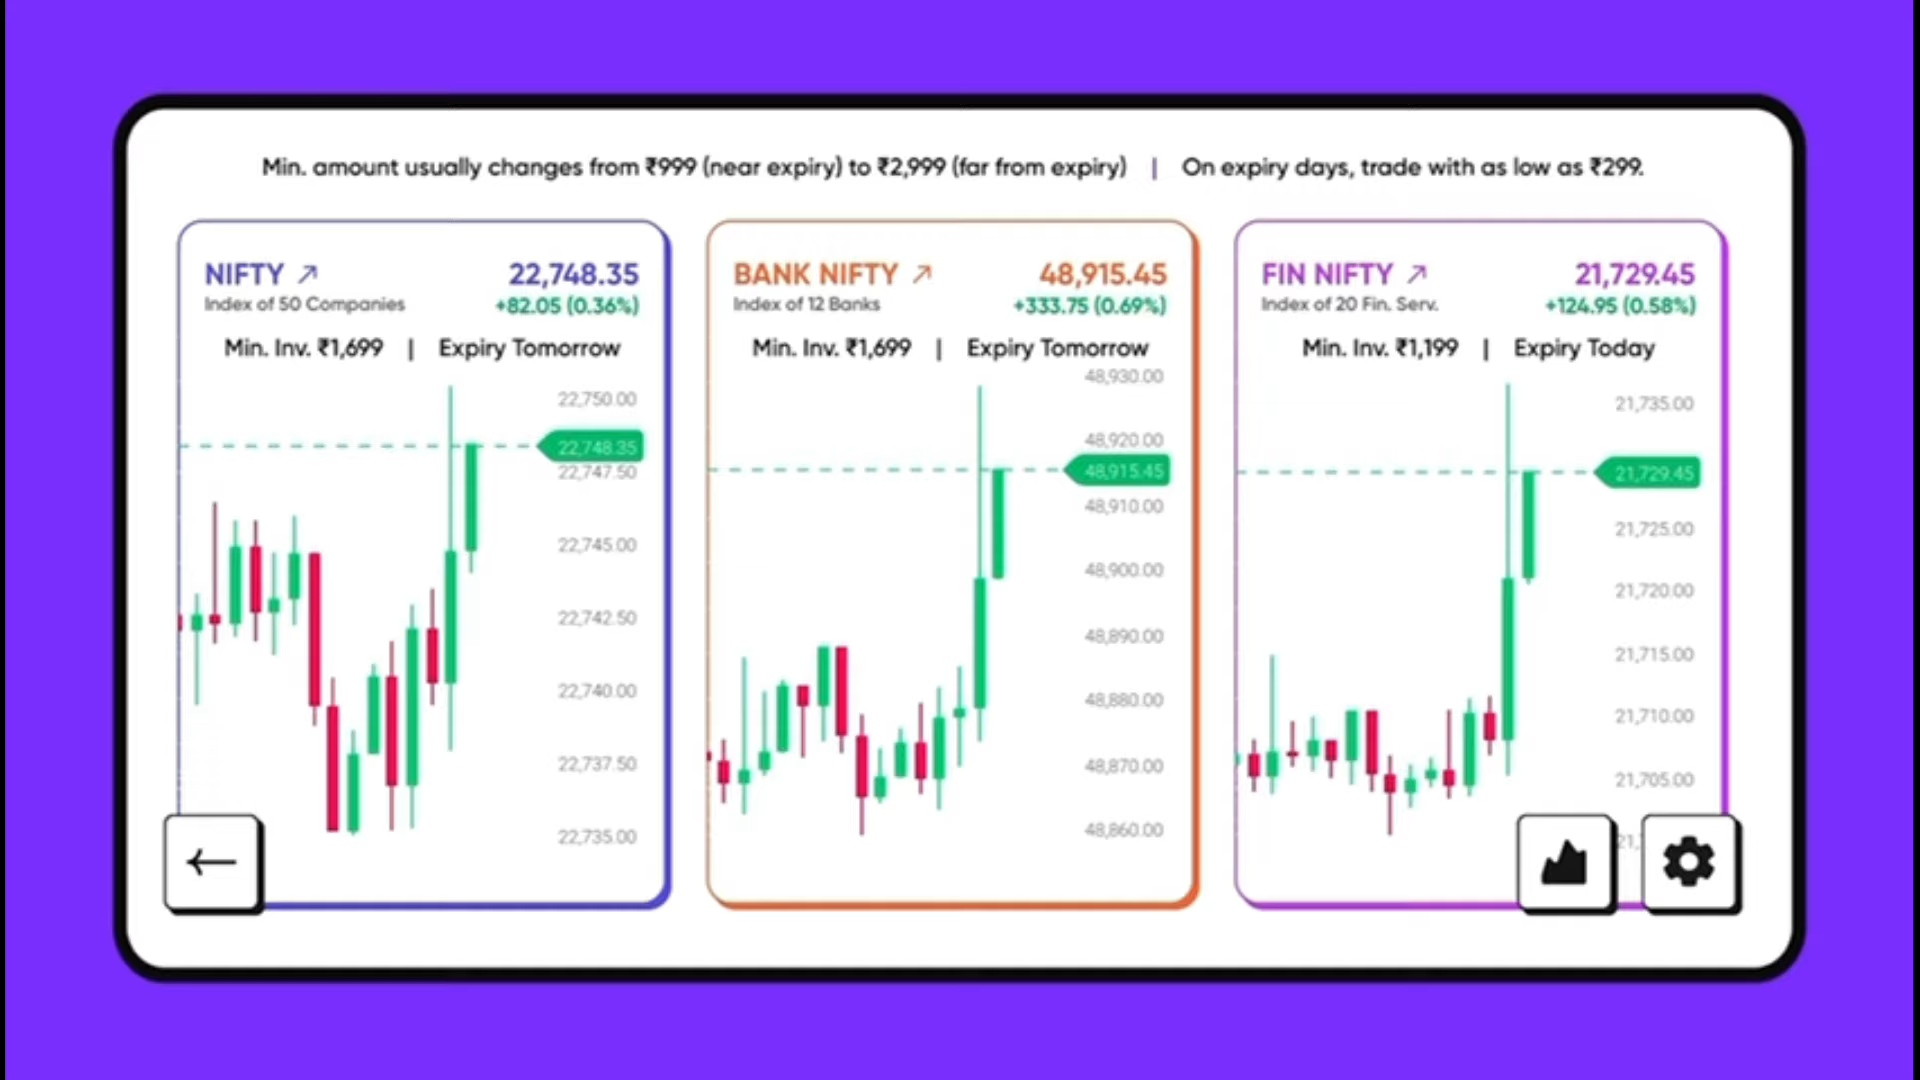 Min. amount usually changes from ₹999 (near expiry) to ₹2,999 (far from expiry) | On expiry days, trade with as low as ₹299.
NIFTY ↗ 22,748.35
Index of 50 Companies +82.05 (0.36%)
Min. Inv. ₹1,699 | Expiry Tomorrow
22,750.00
22,748.35
22,747.50
22,745.00
22,742.50
22,740.00
22,737.50
22,735.00
BANK NIFTY ↗ 48,915.45
Index of 12 Banks +333.75 (0.69%)
Min. Inv. ₹1,699 | Expiry Tomorrow
48,930.00
48,920.00
48,915.45
48,910.00
48,900.00
48,890.00
48,880.00
48,870.00
48,860.00
FIN NIFTY ↗ 21,729.45
Index of 20 Fin. Serv. +124.95 (0.58%)
Min. Inv. ₹1,199 | Expiry Today
21,735.00
21,729.45
21,725.00
21,720.00
21,715.00
21,710.00
21,705.00